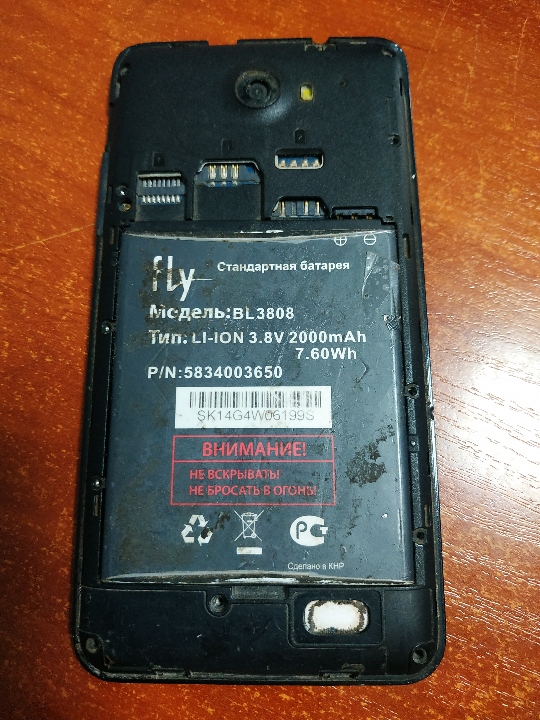 fly Стандартная батарея
Модель:BL3808
Тип: LI-ION 3.8V 2000mAh
7.60Wh
P/N:5834003650
SK14G4W06199S
ВНИМАНИЕ!
НЕ ВСКРЫВАТЬ!
НЕ БРОСАТЬ В ОГОНЬ!
Сделано в КНР